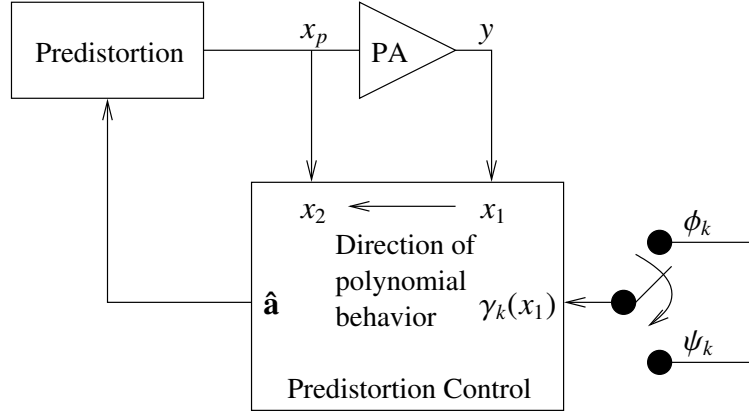 Predistortion
x_p
PA
y
x_2
x_1
Direction of
polynomial
behavior
â
γ_k(x_1)
Predistortion Control
ϕ_k
ψ_k